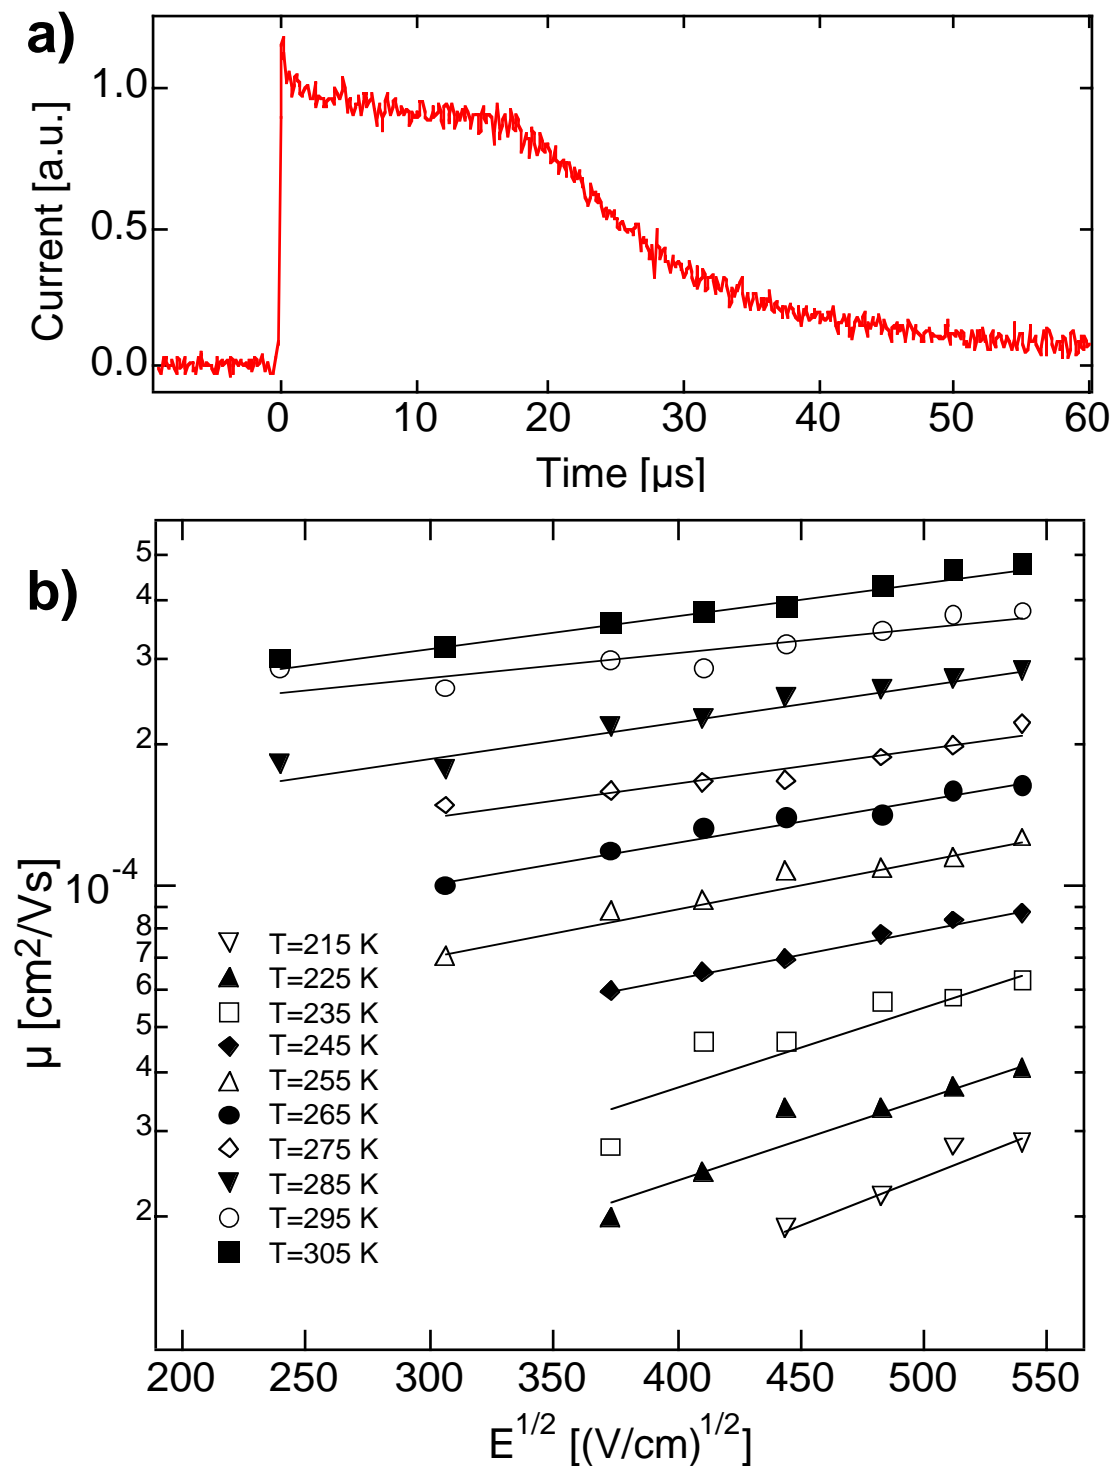 a)
Current [a.u.]
1.0
0.5
0.0
0 10 20 30 40 50 60
Time [µs]
b)
µ [cm2/Vs]
5
4
3
2
10-4
8
7
6
5
4
3
2
T=215 K
T=225 K
T=235 K
T=245 K
T=255 K
T=265 K
T=275 K
T=285 K
T=295 K
T=305 K
200 250 300 350 400 450 500 550
E1/2 [(V/cm)1/2]